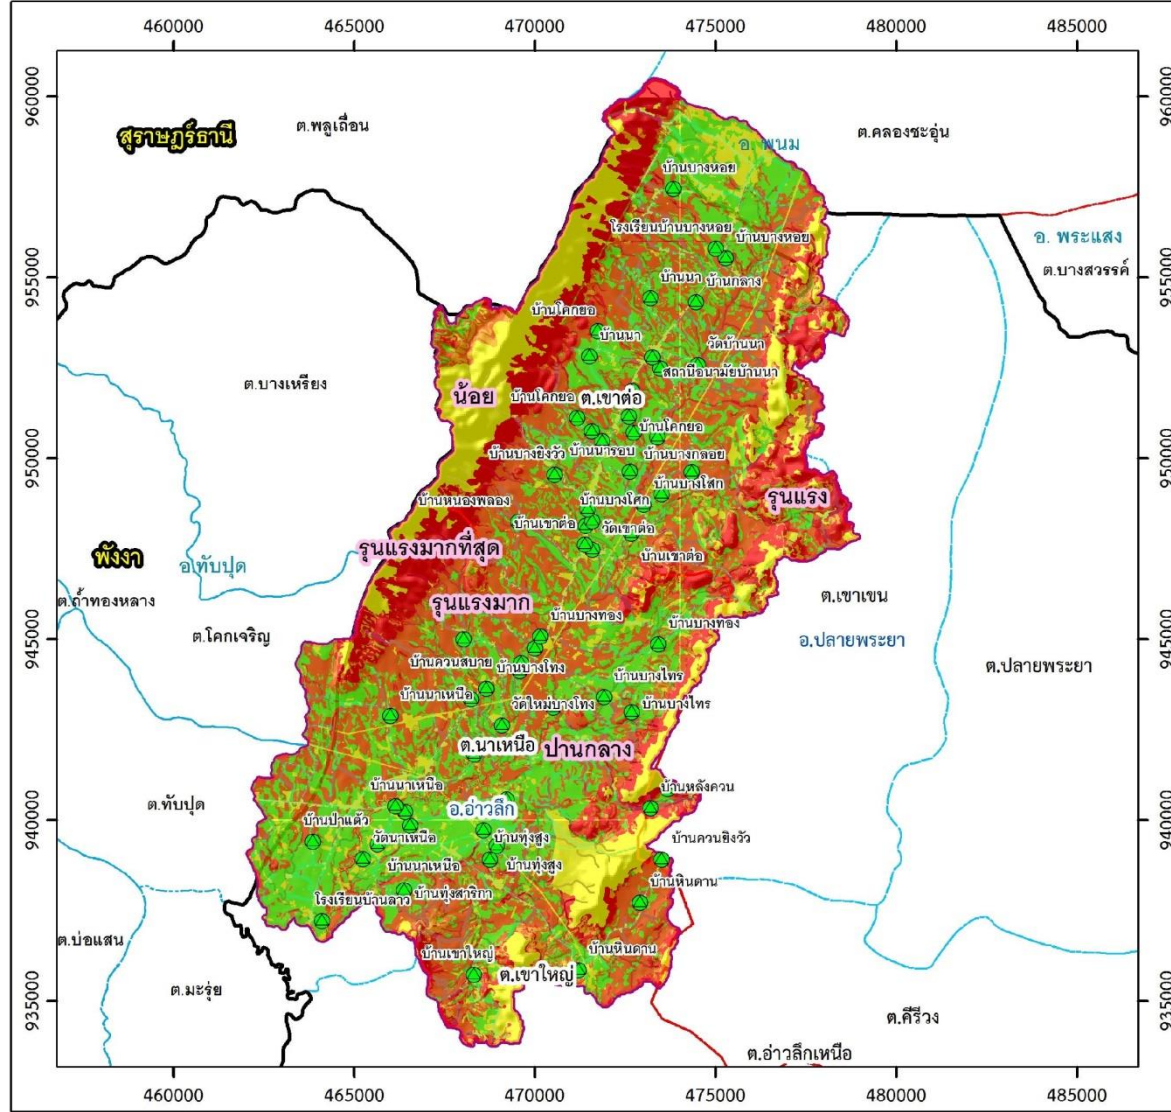 460000 465000 470000 475000 480000 485000
960000 960000
ต.พลูเถื่อน
ต.คลองชะอุ่น
สุราษฎร์ธานี
อ. พนม
บ้านบางหอย
โรงเรียนบ้านบางหอย
บ้านบางหอย
อ. พระแสง
ต.บางสวรรค์
955000 955000
บ้านนา
บ้านกลาง
บ้านโคกยอ
บ้านนา
วัดบ้านนา
สถานีอนามัยบ้านนา
ต.บางเหรียง
น้อย
บ้านโคกยอ
ต.เขาต่อ
บ้านโคกยอ
950000 950000
บ้านบางยิงวัว
บ้านนารอบ
บ้านบางกลอย
บ้านบางโสก
บ้านหนองพลอง
บ้านบางโศก
รุนแรง
บ้านเขาต่อ
วัดเขาต่อ
รุนแรงมากที่สุด
บ้านเขาต่อ
พังงา
อ.ทับปุด
ต.ถ้ำทองหลาง
รุนแรงมาก
ต.เขาเขน
ต.โคกเจริญ
บ้านบางทอง
บ้านบางทอง
อ.ปลายพระยา
945000 945000
ต.ปลายพระยา
บ้านควนสบาย
บ้านบางโทง
บ้านบางไทร
บ้านนาเหนือ
วัดใหม่บางโทง
บ้านบางไทร
ต.นาเหนือ
ปานกลาง
ต.ทับปุด
บ้านนาเหนือ
บ้านหลังควน
940000 940000
อ.อ่าวลึก
บ้านป่าแต้ว
วัดนาเหนือ
บ้านทุ่งสูง
บ้านควนยิงวัว
บ้านนาเหนือ
บ้านทุ่งสูง
บ้านหินดาน
โรงเรียนบ้านลาว
บ้านทุ่งสาริกา
ต.บ่อแสน
บ้านเขาใหญ่
ต.เขาใหญ่
บ้านหินดาน
ต.มะรุ่ย
935000 935000
ต.คีรีวง
ต.อ่าวลึกเหนือ
460000 465000 470000 475000 480000 485000